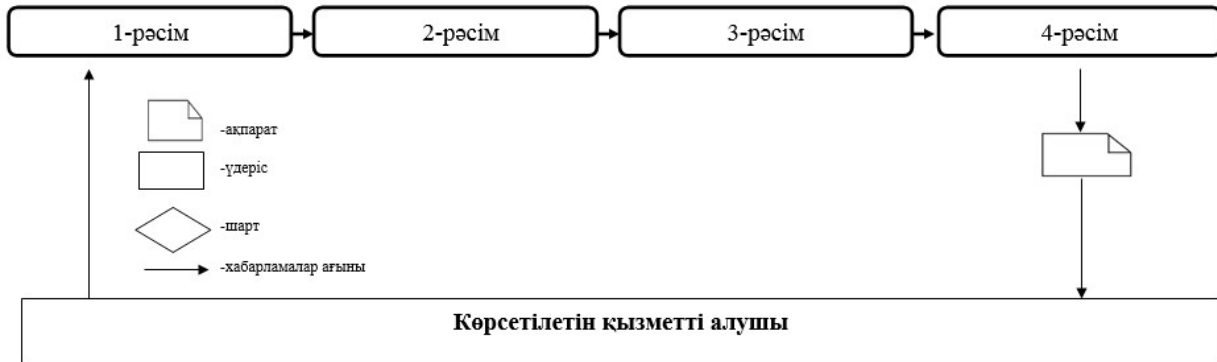 1-рәсім
2-рәсім
3-рәсім
4-рәсім
-ақпарат
-үдеріс
-шарт
-хабарламалар ағыны
Көрсетілетін қызметті алушы